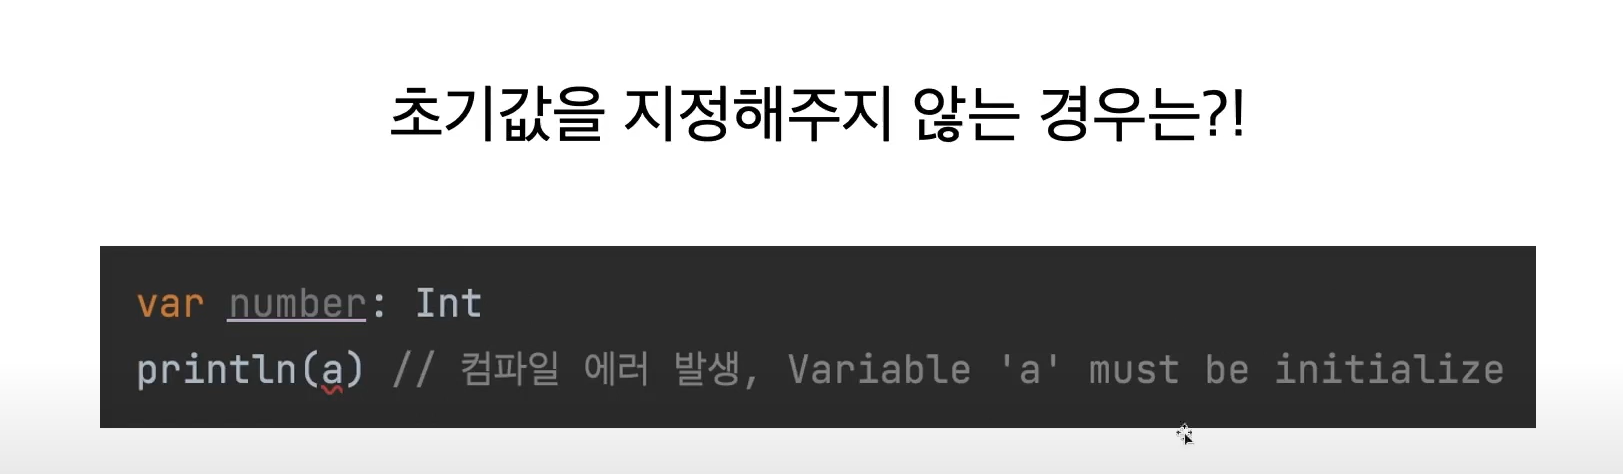 초기값을 지정해주지 않는 경우는?!
var number: Int
println(a) // 컴파일 에러 발생, Variable 'a' must be initialize